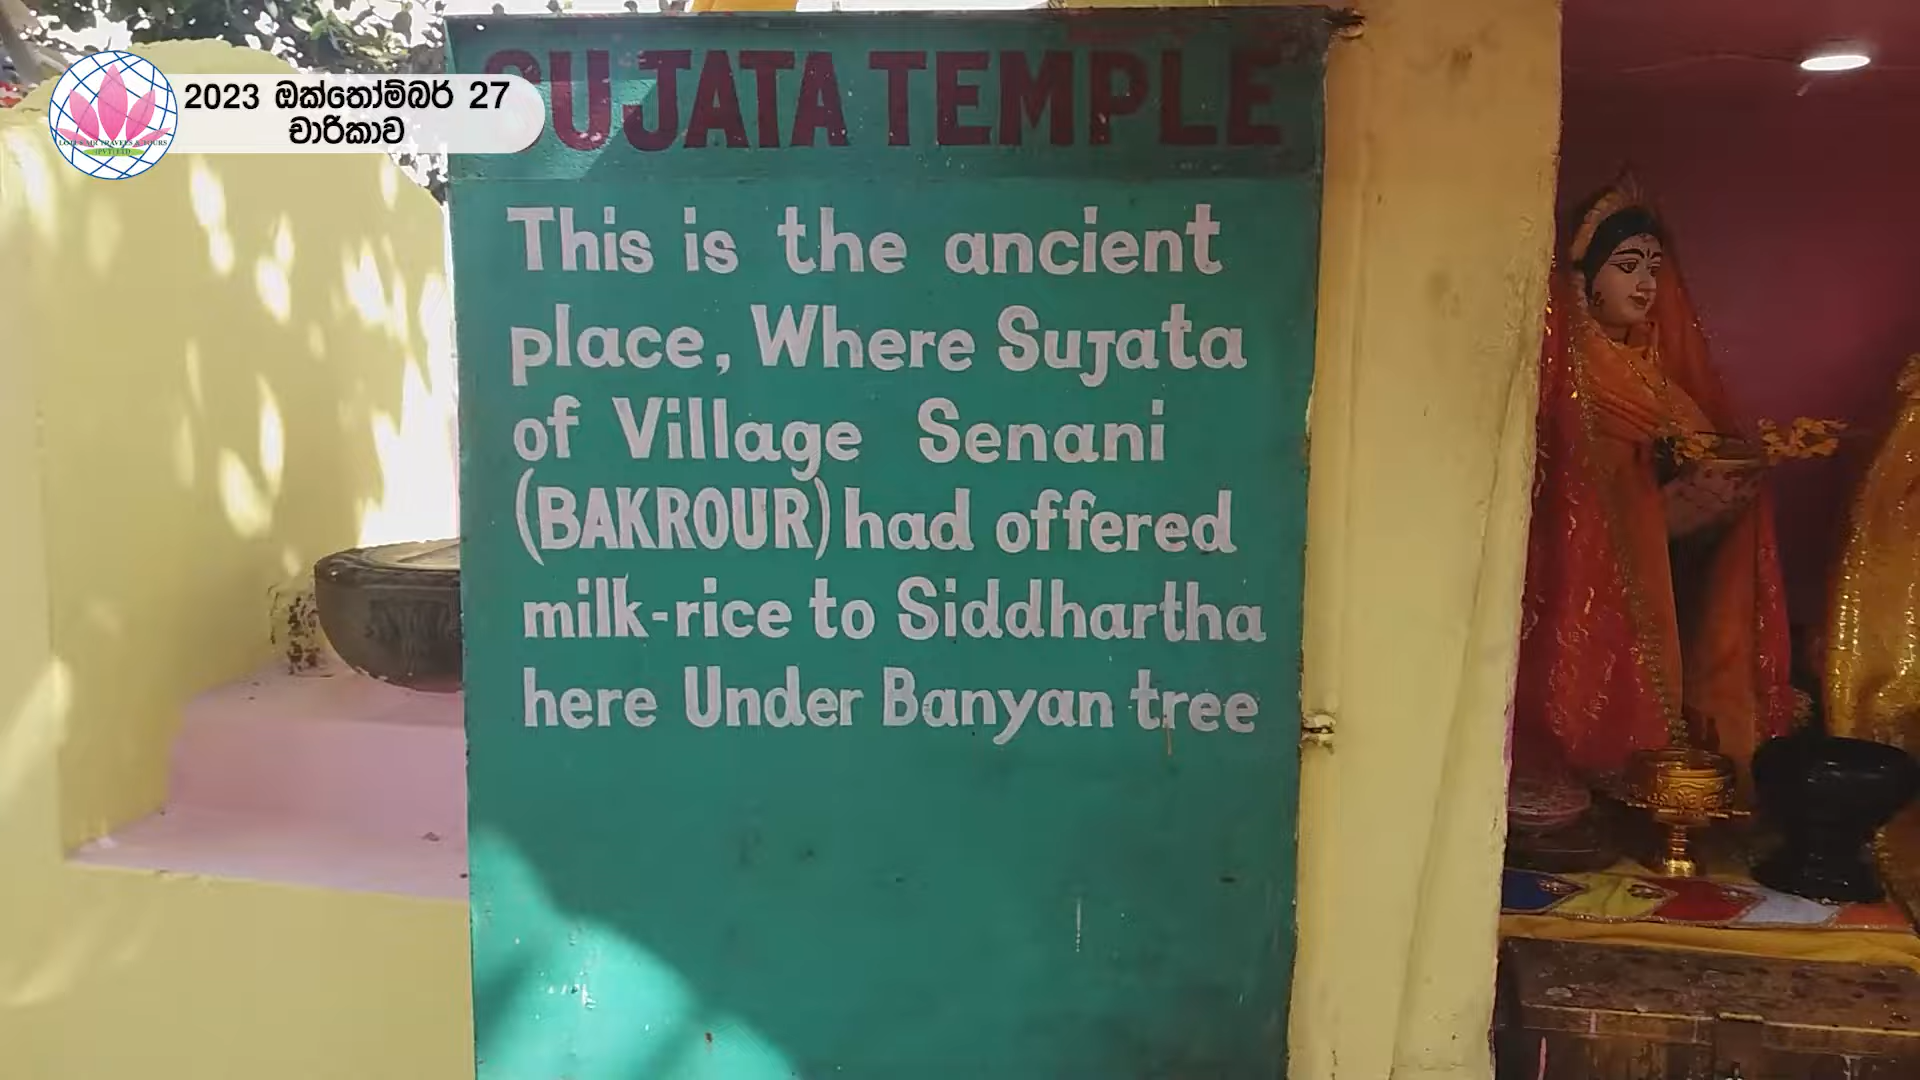 2023 ඔක්තෝම්බර් 27
චාරිකාව
SUJATA TEMPLE
This is the ancient
place, Where Sujata
of Village Senani
(BAKROUR) had offered
milk-rice to Siddhartha
here Under Banyan tree